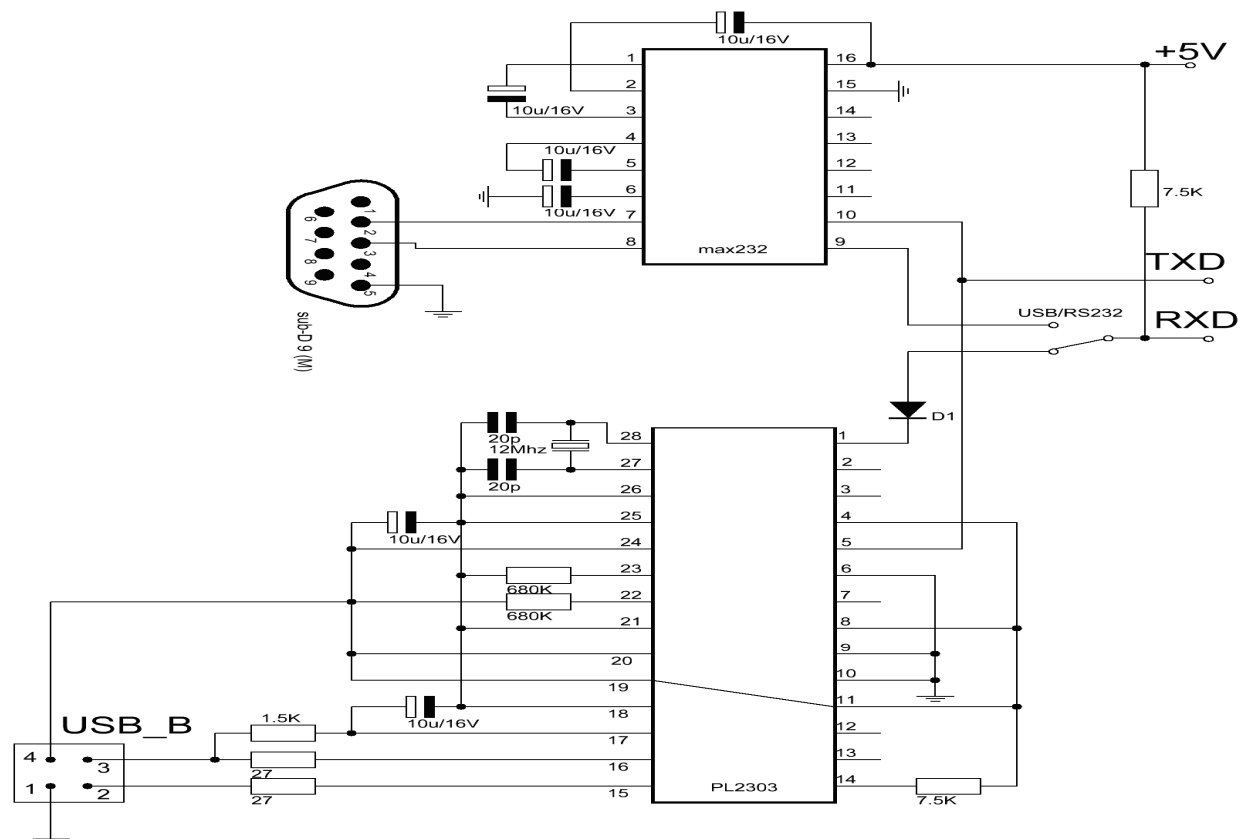 10u/16V
+5V
1
16
2
15
10u/16V
3
14
4
13
10u/16V
5
12
6
11
10u/16V
7
10
8
9
max232
7.5K
TXD
USB/RS232
RXD
1
2
3
4
5
6
7
8
9
sub-D 9 (M)
D1
20p
12Mhz
20p
28
1
27
2
26
3
25
4
10u/16V
24
5
23
6
680K
22
7
680K
21
8
20
9
19
10
18
11
10u/16V
17
12
1.5K
16
13
27
15
14
27
PL2303
7.5K
USB_B
4
3
1
2